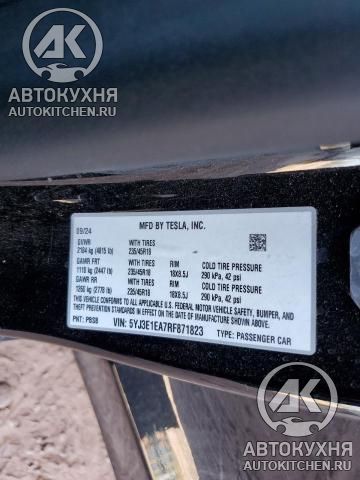 AK
АВТОКУХНЯ
AUTOKITCHEN.RU
MFD BY TESLA, INC.
09/24
GVWR WITH TIRES
2184 kg (4815 lb) 235/45R18
GAWR FRT WITH TIRES RIM COLD TIRE PRESSURE
1110 kg (2447 lb) 235/45R18 18X8.5J 290 kPa, 42 psi
GAWR RR WITH TIRES RIM COLD TIRE PRESSURE
1260 kg (2778 lb) 235/45R18 18X8.5J 290 kPa, 42 psi
THIS VEHICLE CONFORMS TO ALL APPLICABLE U.S. FEDERAL MOTOR VEHICLE SAFETY, BUMPER, AND
THEFT PREVENTION STANDARDS IN EFFECT ON THE DATE OF MANUFACTURE SHOWN ABOVE.
PNT: PBSB VIN: 5YJ3E1EA7RF871823 TYPE: PASSENGER CAR
AK
АВТОКУХНЯ
AUTOKITCHEN.RU